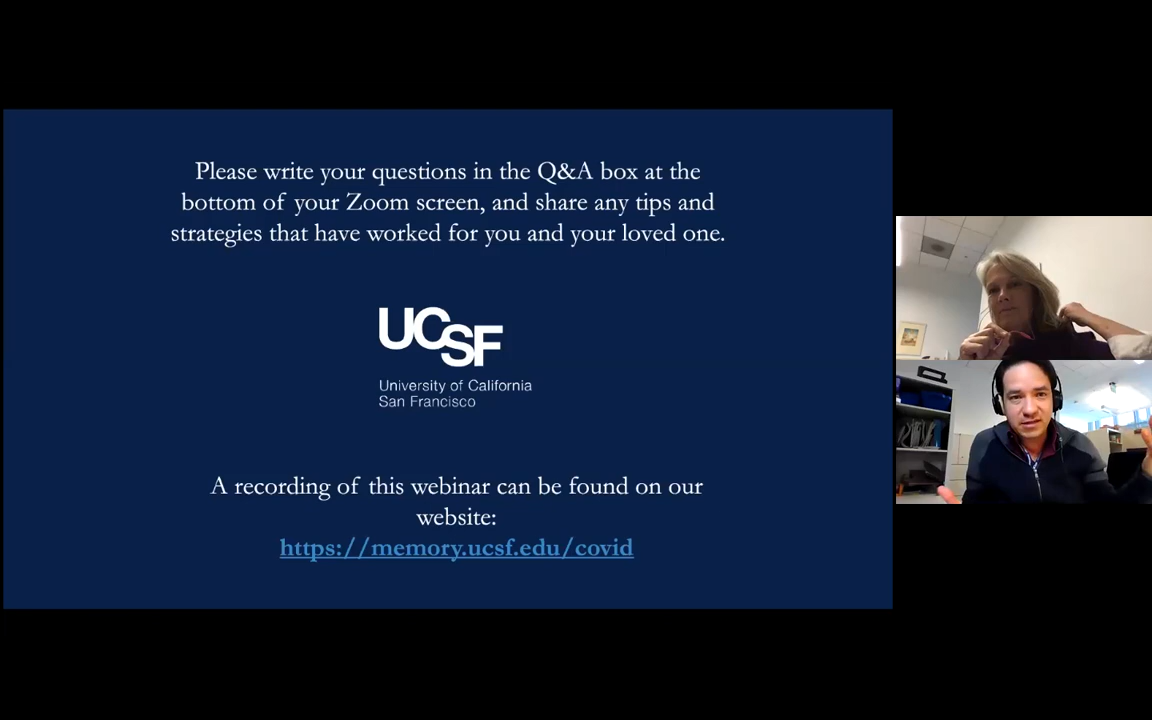 Please write your questions in the Q&A box at the
bottom of your Zoom screen, and share any tips and
strategies that have worked for you and your loved one.
UCSF
University of California
San Francisco
A recording of this webinar can be found on our
website:
https://memory.ucsf.edu/covid